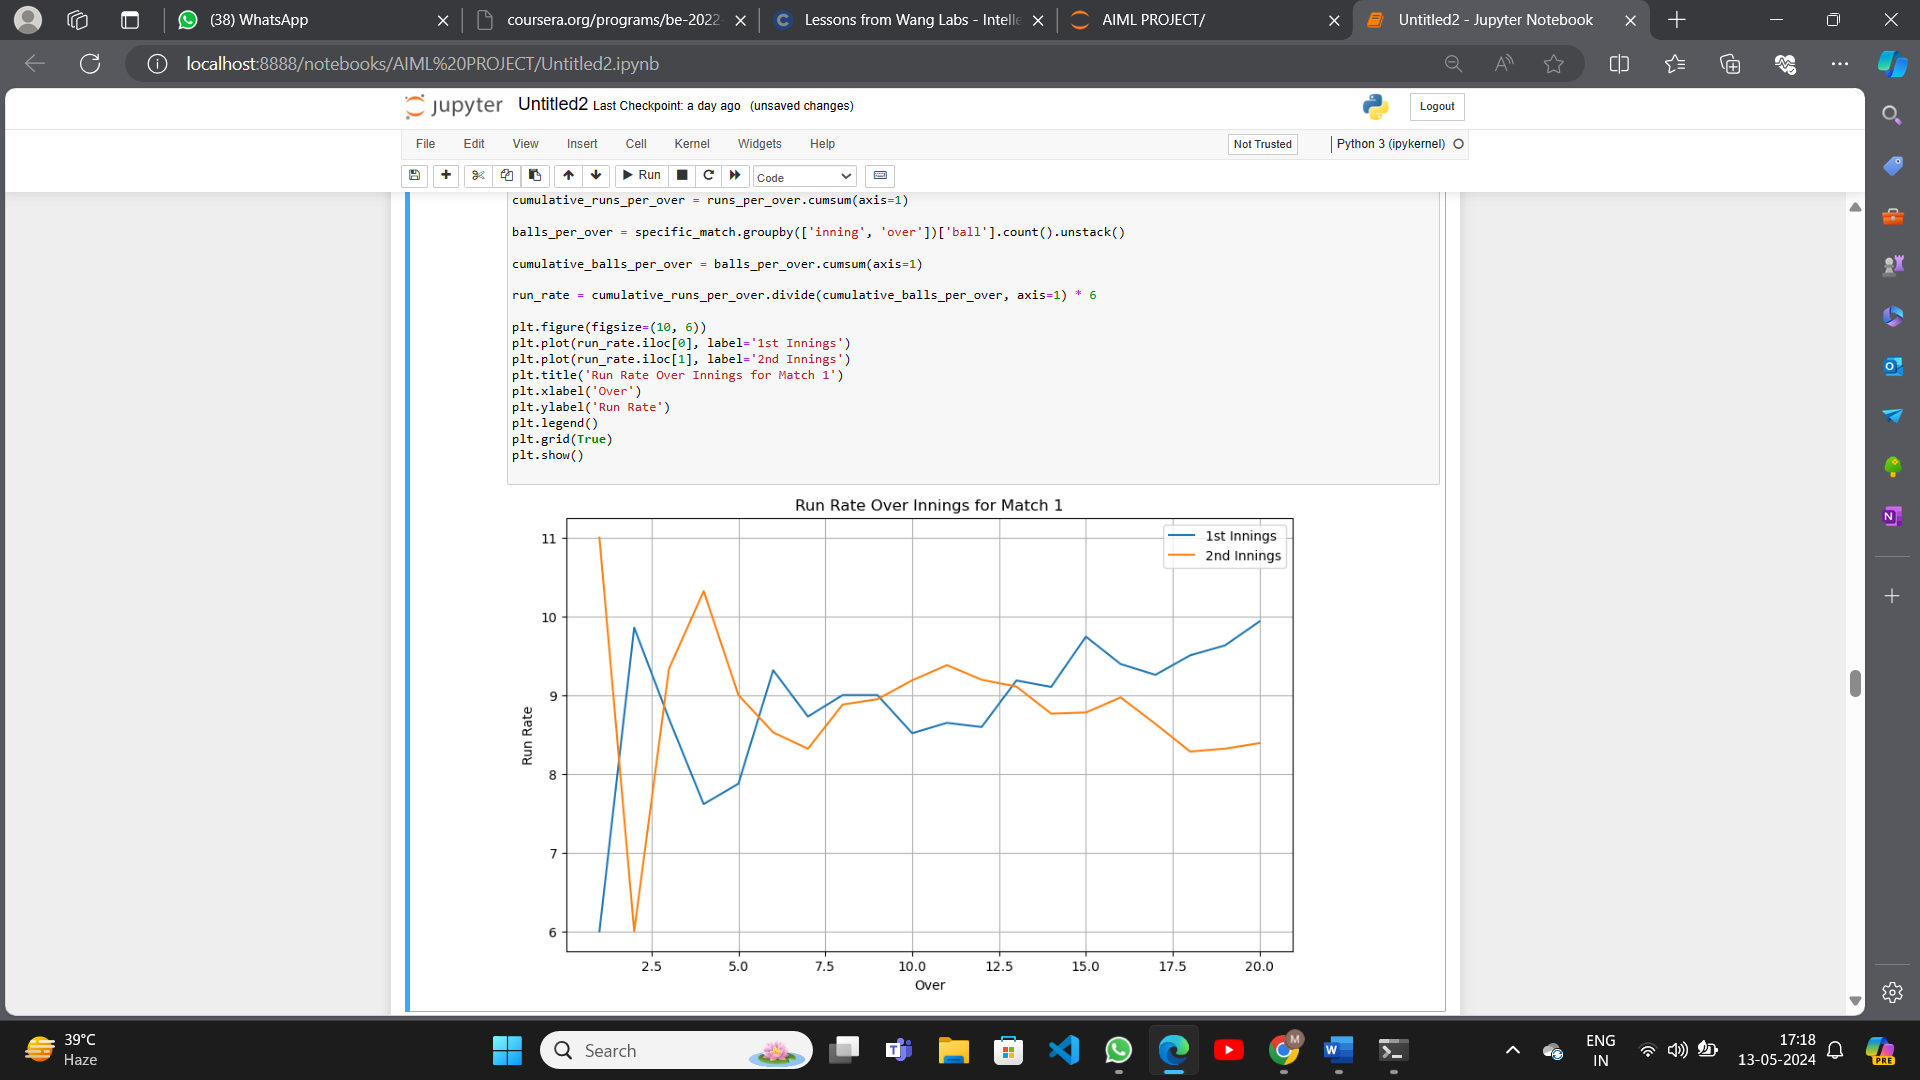 (38) WhatsApp
coursera.org/programs/be-2022-
Lessons from Wang Labs - Intelle
AIML PROJECT/
Untitled2 - Jupyter Notebook
localhost:8888/notebooks/AIML%20PROJECT/Untitled2.ipynb
jupyter Untitled2 Last Checkpoint: a day ago (unsaved changes)
Logout
File Edit View Insert Cell Kernel Widgets Help
Not Trusted
Python 3 (ipykernel)
Run
Code
cumulative_runs_per_over = runs_per_over.cumsum(axis=1)
balls_per_over = specific_match.groupby(['inning', 'over'])['ball'].count().unstack()
cumulative_balls_per_over = balls_per_over.cumsum(axis=1)
run_rate = cumulative_runs_per_over.divide(cumulative_balls_per_over, axis=1) * 6
plt.figure(figsize=(10, 6))
plt.plot(run_rate.iloc[0], label='1st Innings')
plt.plot(run_rate.iloc[1], label='2nd Innings')
plt.title('Run Rate Over Innings for Match 1')
plt.xlabel('Over')
plt.ylabel('Run Rate')
plt.legend()
plt.grid(True)
plt.show()
Run Rate Over Innings for Match 1
1st Innings
2nd Innings
11
10
9
8
7
6
Run Rate
2.5 5.0 7.5 10.0 12.5 15.0 17.5 20.0
Over
39°C
Haze
Search
M
ENG
IN
17:18
13-05-2024
PRE